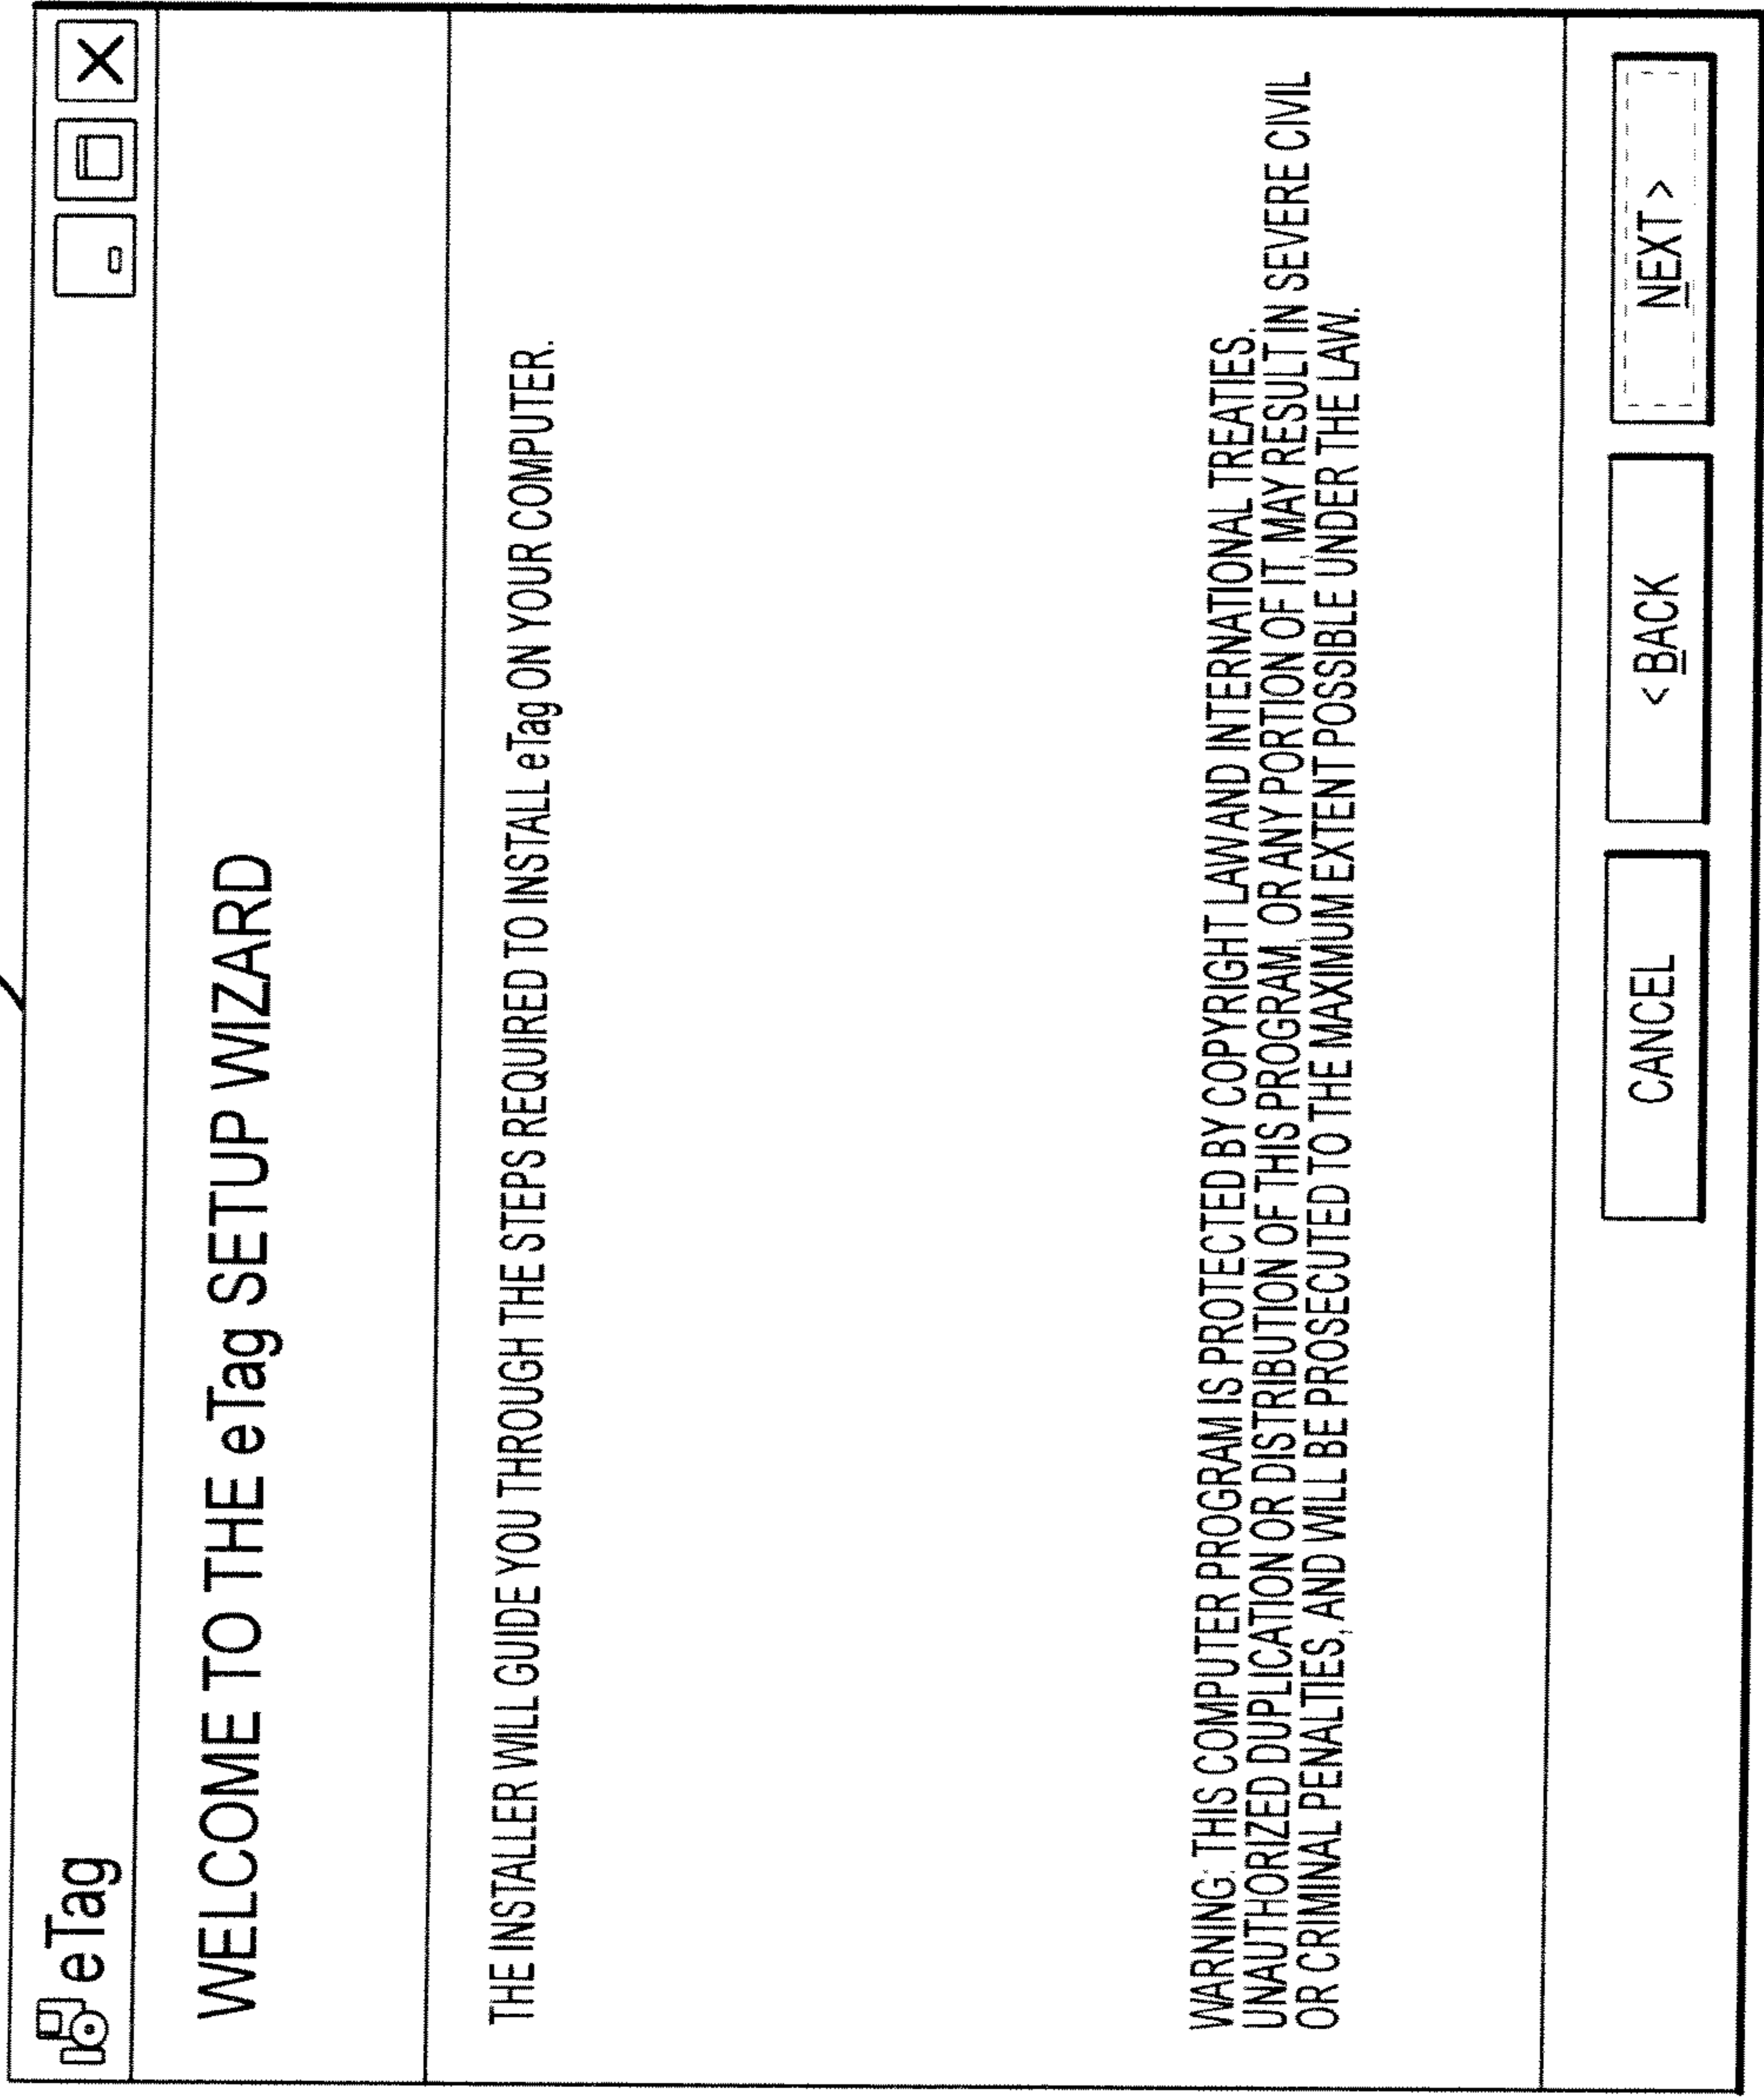 eTag
WELCOME TO THE eTag SETUP WIZARD
THE INSTALLER WILL GUIDE YOU THROUGH THE STEPS REQUIRED TO INSTALL eTag ON YOUR COMPUTER.
WARNING: THIS COMPUTER PROGRAM IS PROTECTED BY COPYRIGHT LAW AND INTERNATIONAL TREATIES.
UNAUTHORIZED DUPLICATION OR DISTRIBUTION OF THIS PROGRAM, OR ANY PORTION OF IT, MAY RESULT IN SEVERE CIVIL
OR CRIMINAL PENALTIES, AND WILL BE PROSECUTED TO THE MAXIMUM EXTENT POSSIBLE UNDER THE LAW.
CANCEL < BACK NEXT >